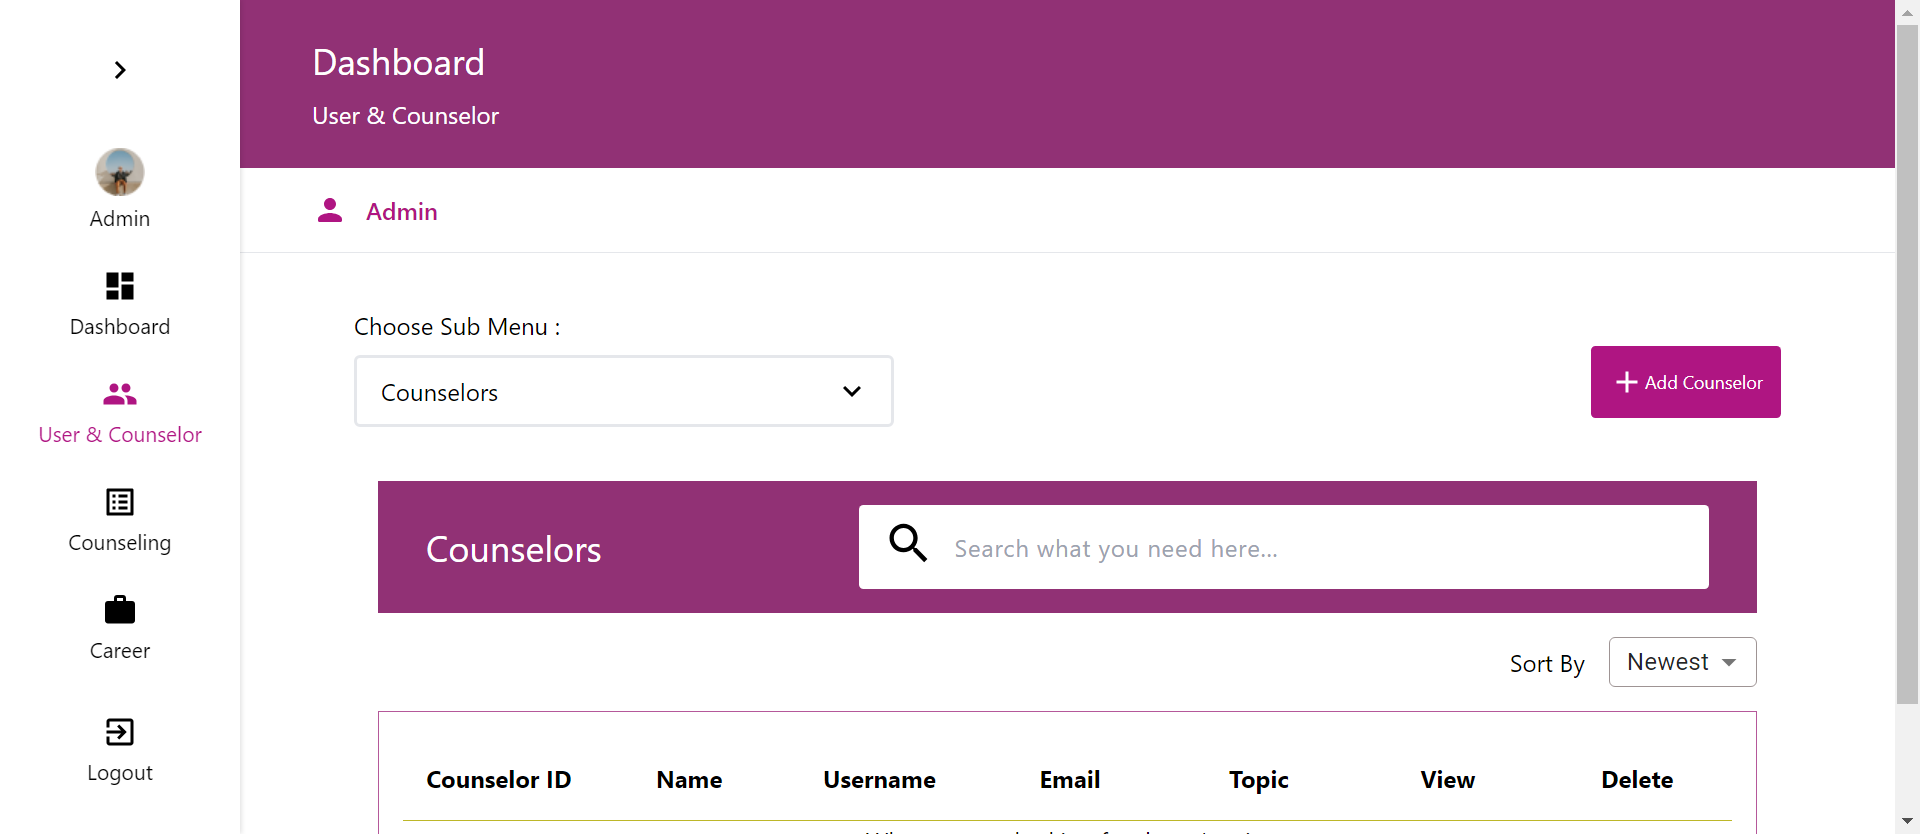 Dashboard
User & Counselor
Admin
Admin
Dashboard
User & Counselor
Counseling
Career
Logout
Choose Sub Menu :
Counselors
Add Counselor
Counselors
Search what you need here...
Sort By
Newest
Counselor ID Name Username Email Topic View Delete